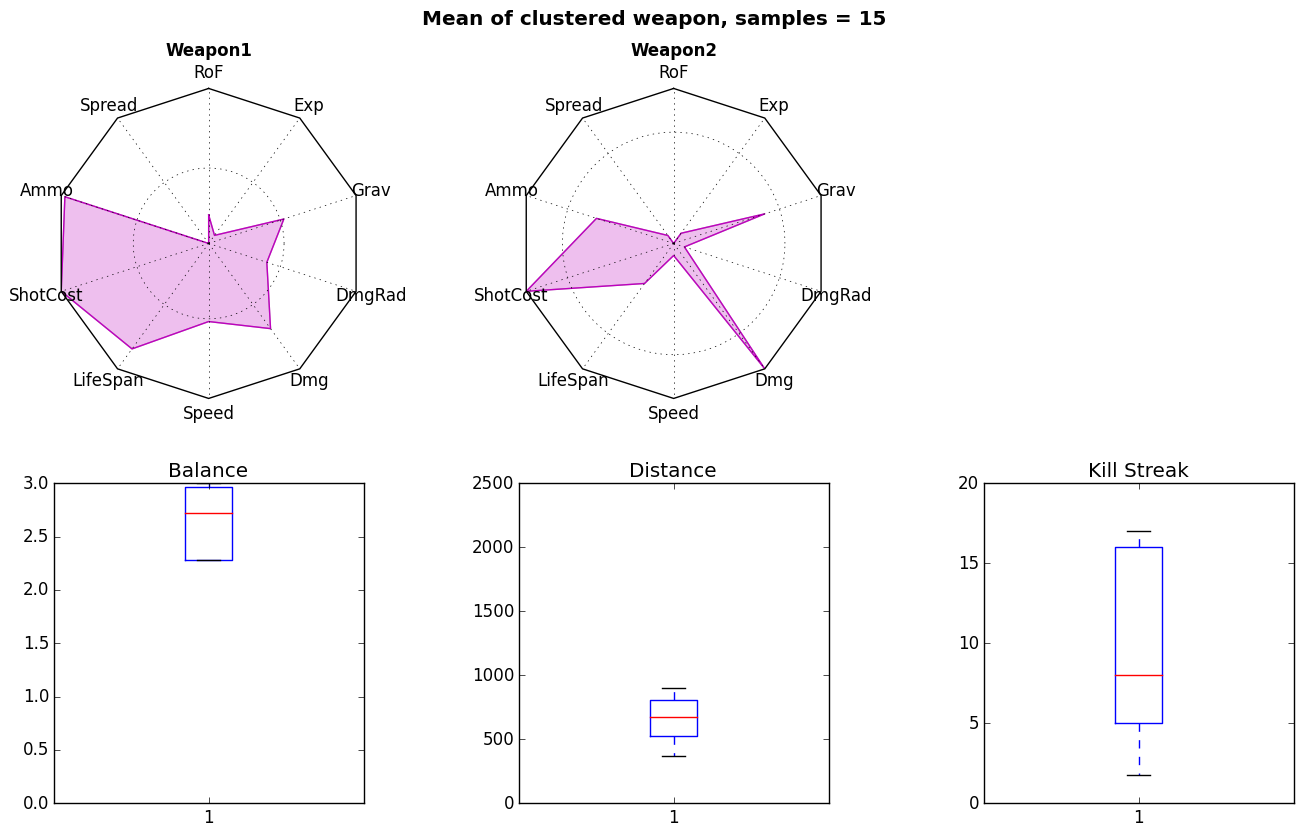 Mean of clustered weapon, samples = 15
Weapon1
RoF
Spread
Exp
Ammo
Grav
ShotCost
DmgRad
LifeSpan
Dmg
Speed
Weapon2
RoF
Spread
Exp
Ammo
Grav
ShotCost
DmgRad
LifeSpan
Dmg
Speed
Balance
3.0
2.5
2.0
1.5
1.0
0.5
0.0
1
Distance
2500
2000
1500
1000
500
0
1
Kill Streak
20
15
10
5
0
1